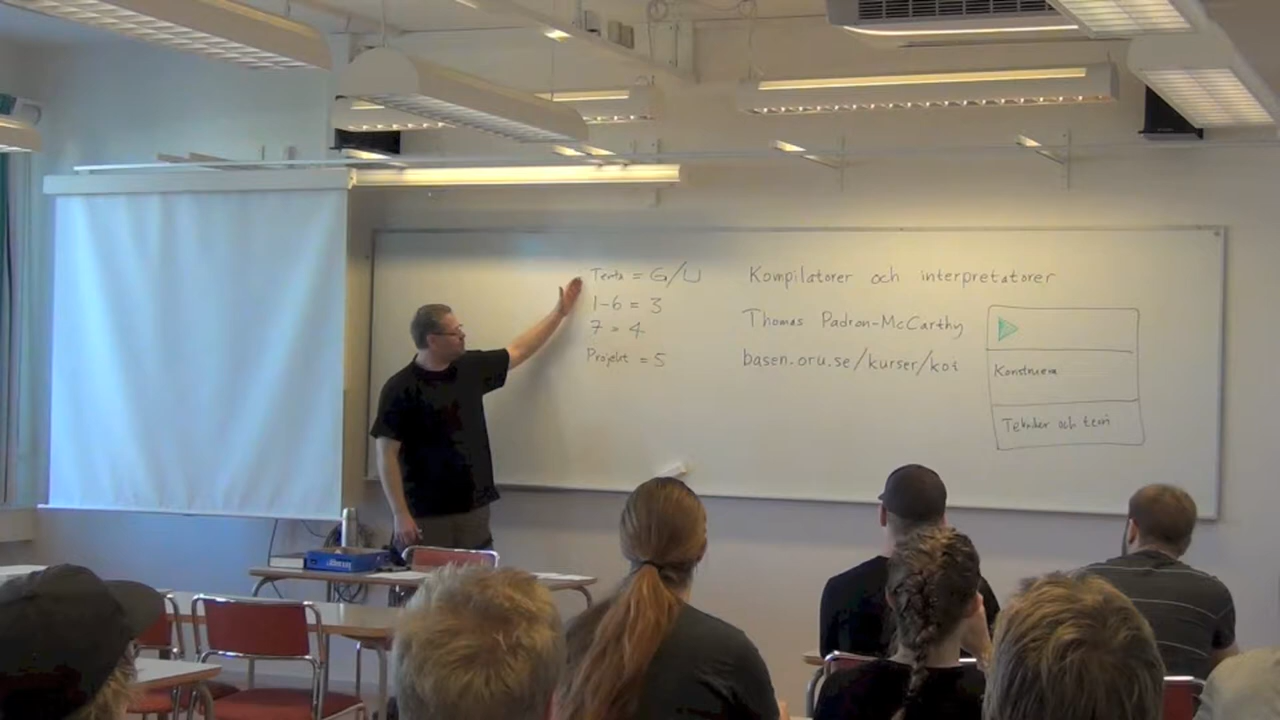 Tenta = G/U
1-6 = 3
7 = 4
Projekt = 5
Kompilatorer och interpretatorer
Thomas Padron-McCarthy
basen.oru.se/kurser/koi
Konstruera
Tekniker och teori